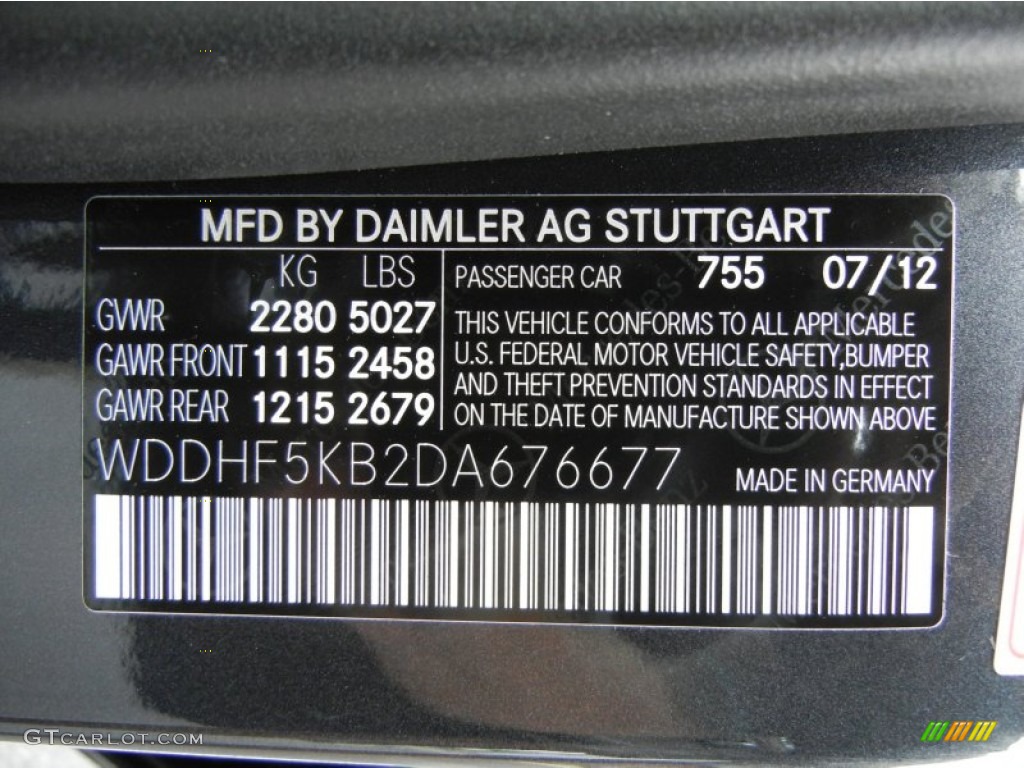 MFD BY DAIMLER AG STUTTGART
KG LBS
GVWR 2280 5027
GAWR FRONT 1115 2458
GAWR REAR 1215 2679
PASSENGER CAR 755 07/12
THIS VEHICLE CONFORMS TO ALL APPLICABLE
U.S. FEDERAL MOTOR VEHICLE SAFETY,BUMPER
AND THEFT PREVENTION STANDARDS IN EFFECT
ON THE DATE OF MANUFACTURE SHOWN ABOVE
WDDHF5KB2DA676677 MADE IN GERMANY
GTCARLOT.COM